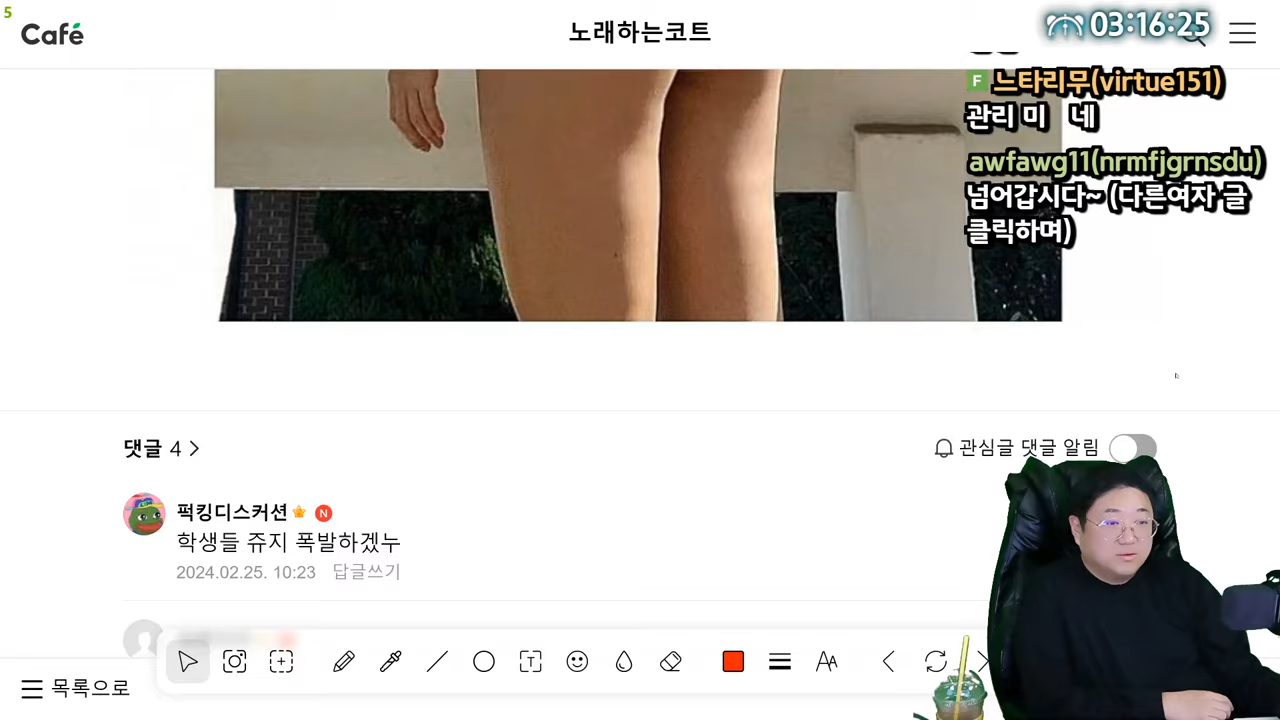 5
Café
노래하는코트
03:16:25
F 느타리무(virtue151)
관리 미 네
awfawg11(nrmfjgrnsdu)
넘어갑시다~ (다른여자 글
클릭하며)
댓글 4
관심글 댓글 알림
퍽킹디스커션 N
학생들 쥬지 폭발하겠누
2024.02.25. 10:23 답글쓰기
T
AA
목록으로